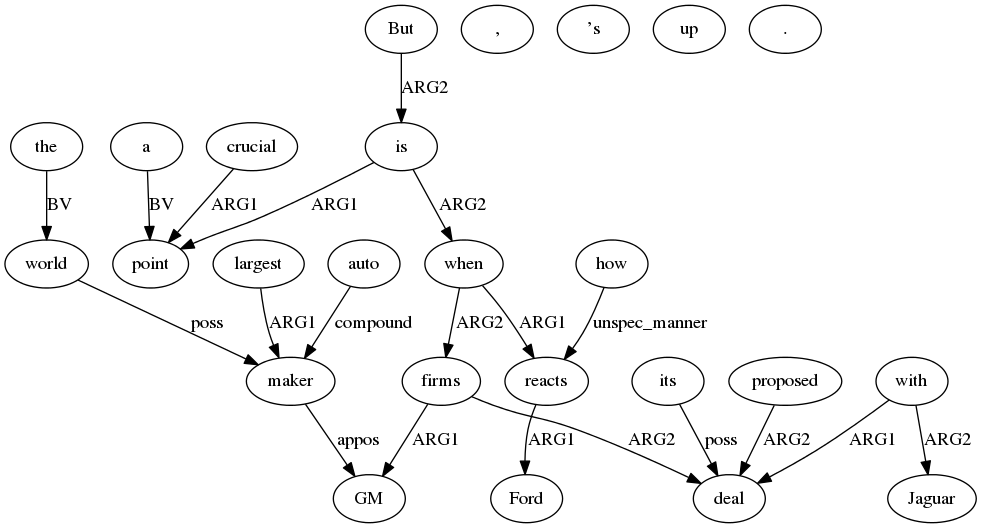 But , 's up .
ARG2
the a crucial is
BV BV ARG1 ARG1 ARG2
world point largest auto when how
poss ARG1 compound ARG2 ARG1 unspec_manner
maker firms reacts its proposed with
appos ARG1 ARG1 ARG2 poss ARG2 ARG1 ARG2
GM Ford deal Jaguar